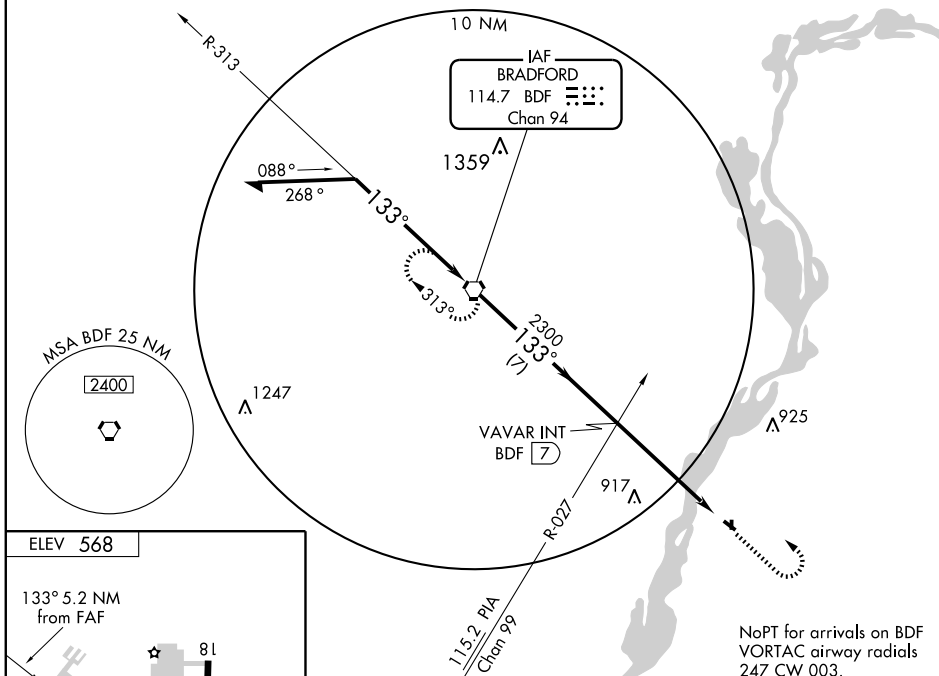 10 NM
R-313
IAF
BRADFORD
114.7 BDF
Chan 94
1359
088°
268°
133°
313°
2300
133°
(7)
MSA BDF 25 NM
2400
1247
VAVAR INT
BDF 7
925
917
R-027
115.2 PIA
Chan 99
ELEV 568
133° 5.2 NM
from FAF
18
NoPT for arrivals on BDF
VORTAC airway radials
247 CW 003.